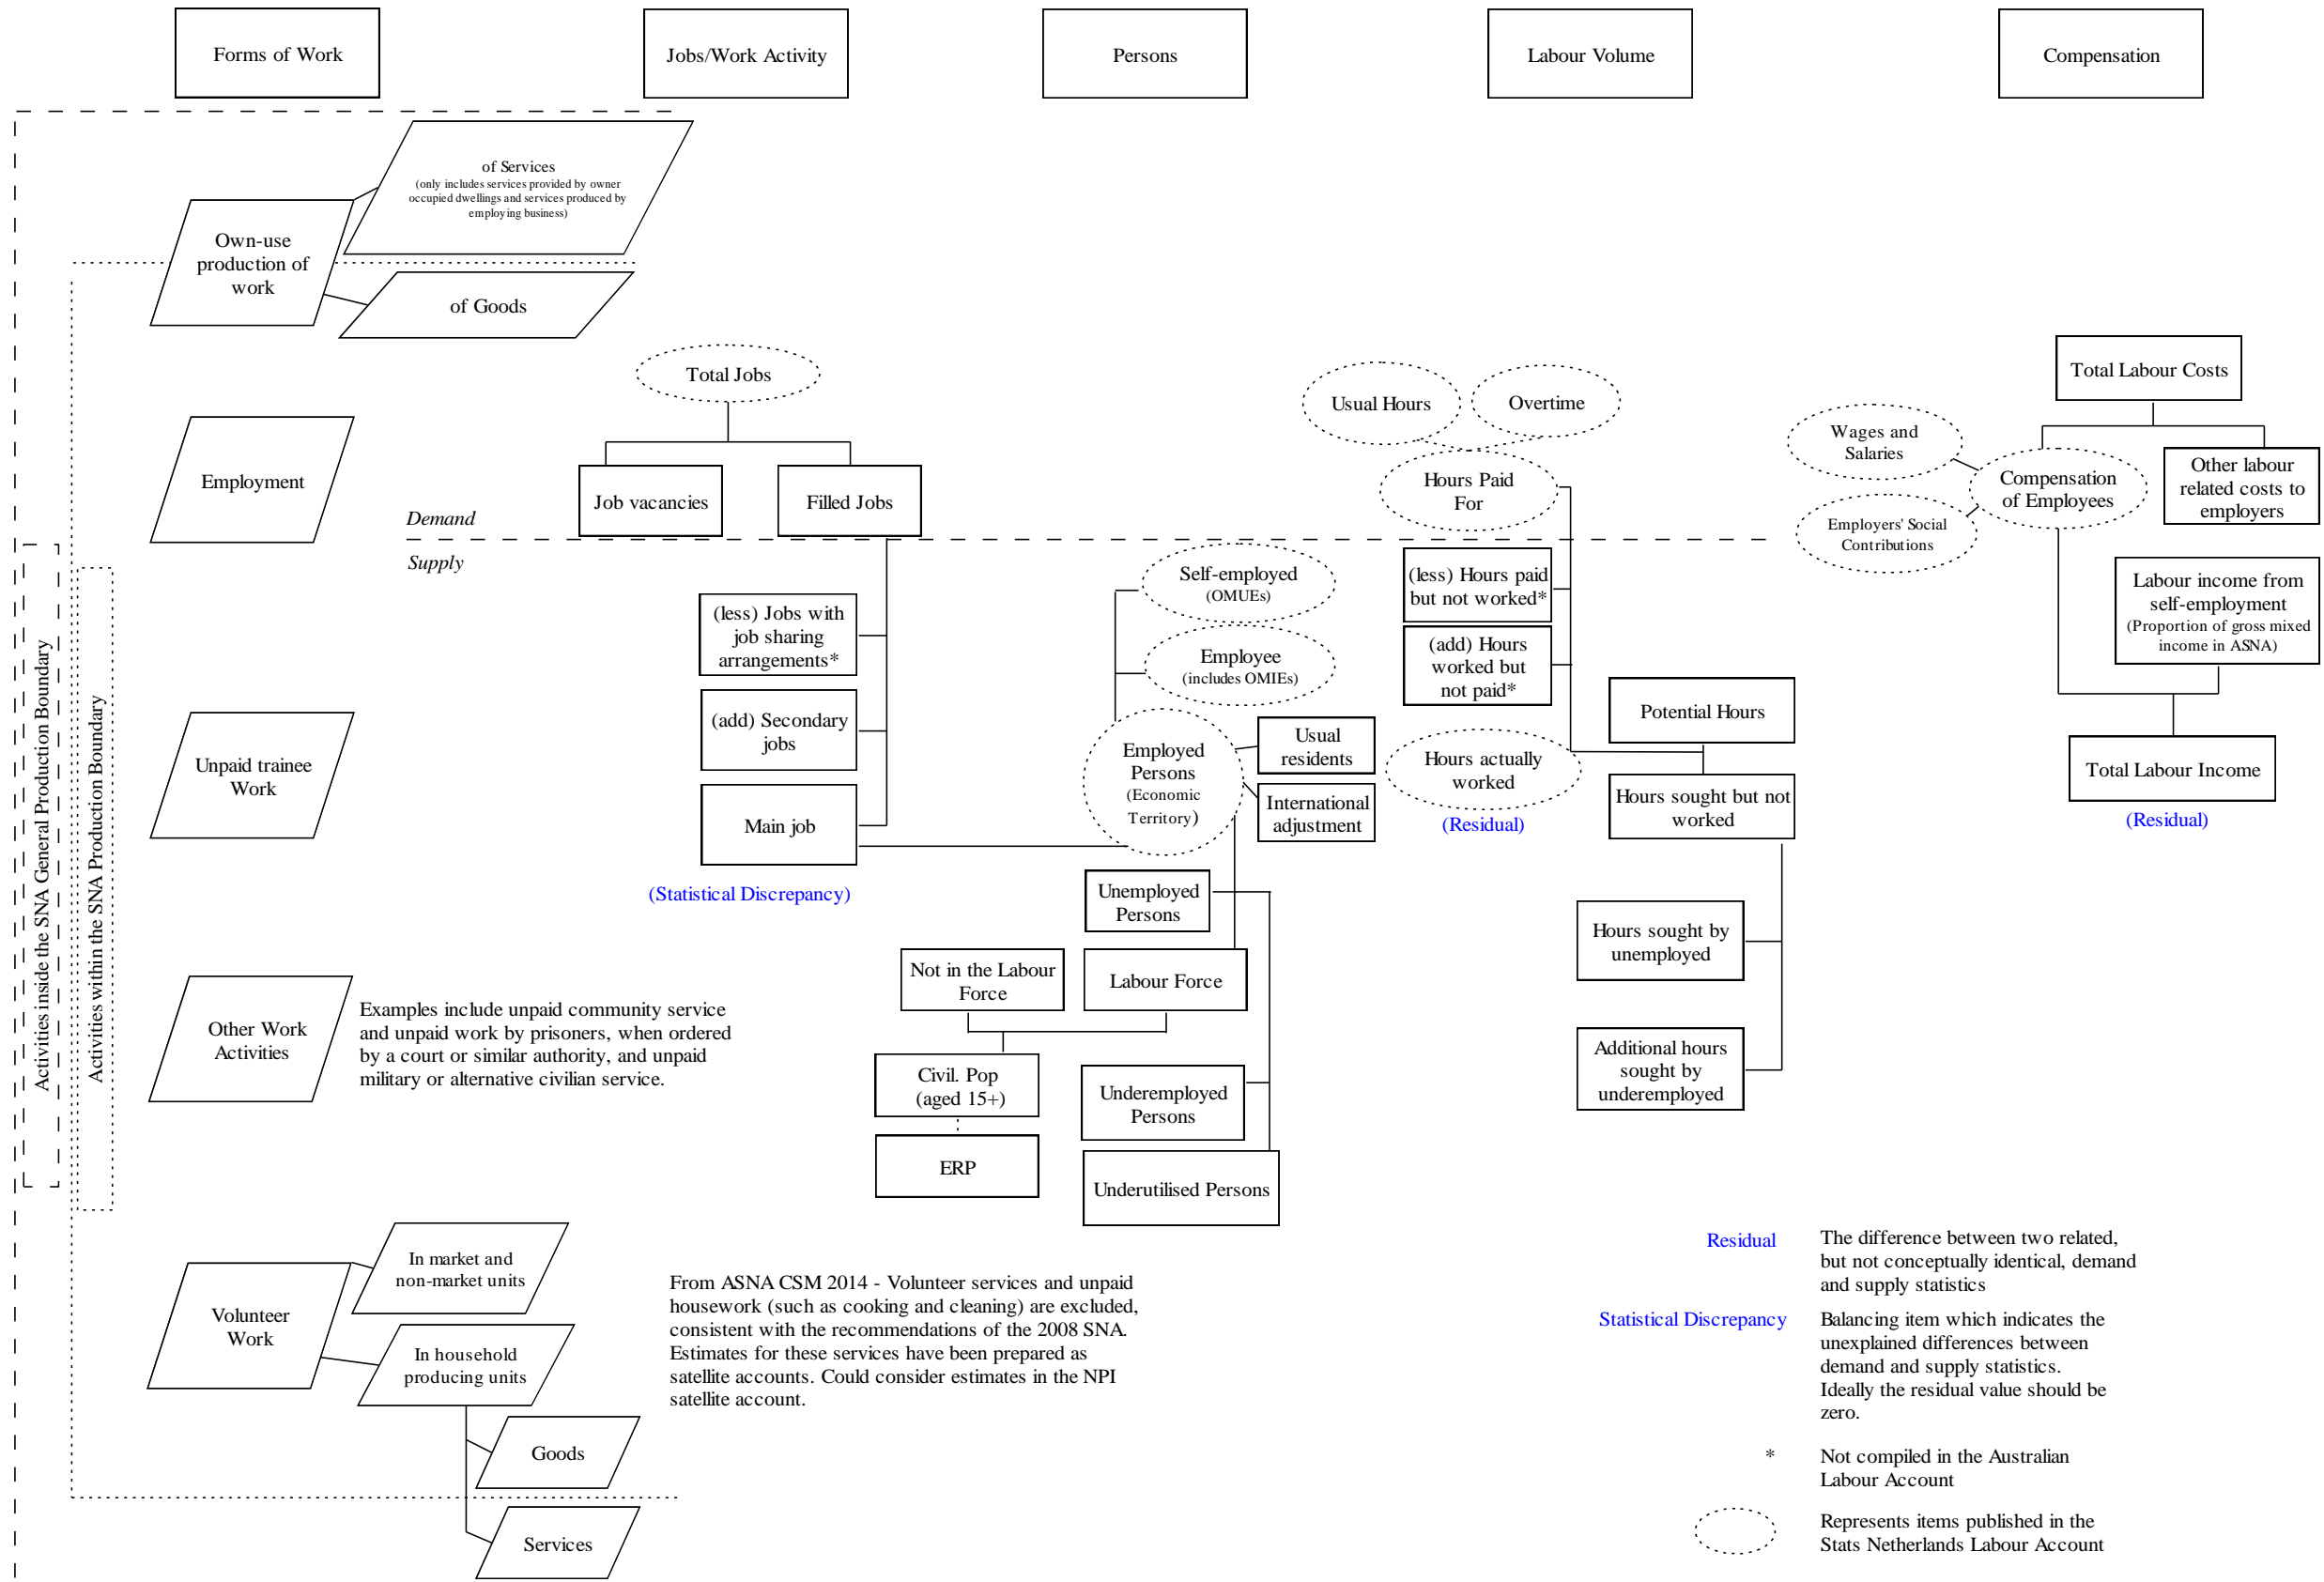 Forms of Work
Jobs/Work Activity
Persons
Labour Volume
Compensation
of Services
(only includes services provided by owner
occupied dwellings and services produced by
employing business)
Own-use
production of
work
of Goods
Total Jobs
Usual Hours
Overtime
Total Labour Costs
Employment
Job vacancies
Filled Jobs
Hours Paid
For
Wages and
Salaries
Compensation
of Employees
Other labour
related costs to
employers
Employers' Social
Contributions
Demand
Supply
(less) Jobs with
job sharing
arrangements*
(add) Secondary
jobs
Main job
(Statistical Discrepancy)
Self-employed
(OMUEs)
Employee
(includes OMIEs)
Employed
Persons
(Economic
Territory)
Usual
residents
International
adjustment
(less) Hours paid
but not worked*
(add) Hours
worked but
not paid*
Hours actually
worked
(Residual)
Potential Hours
Hours sought but not
worked
Hours sought by
unemployed
Additional hours
sought by
underemployed
Labour income from
self-employment
(Proportion of gross mixed
income in ASNA)
Total Labour Income
(Residual)
Activities inside the SNA General Production Boundary
Activities within the SNA Production Boundary
Unpaid trainee
Work
Unemployed
Persons
Not in the Labour
Force
Labour Force
Civil. Pop
(aged 15+)
ERP
Underemployed
Persons
Underutilised Persons
Other Work
Activities
Examples include unpaid community service
and unpaid work by prisoners, when ordered
by a court or similar authority, and unpaid
military or alternative civilian service.
Volunteer
Work
In market and
non-market units
In household
producing units
Goods
Services
From ASNA CSM 2014 - Volunteer services and unpaid
housework (such as cooking and cleaning) are excluded,
consistent with the recommendations of the 2008 SNA.
Estimates for these services have been prepared as
satellite accounts. Could consider estimates in the NPI
satellite account.
Residual
The difference between two related,
but not conceptually identical, demand
and supply statistics
Statistical Discrepancy
Balancing item which indicates the
unexplained differences between
demand and supply statistics.
Ideally the residual value should be
zero.
*
Not compiled in the Australian
Labour Account
Represents items published in the
Stats Netherlands Labour Account